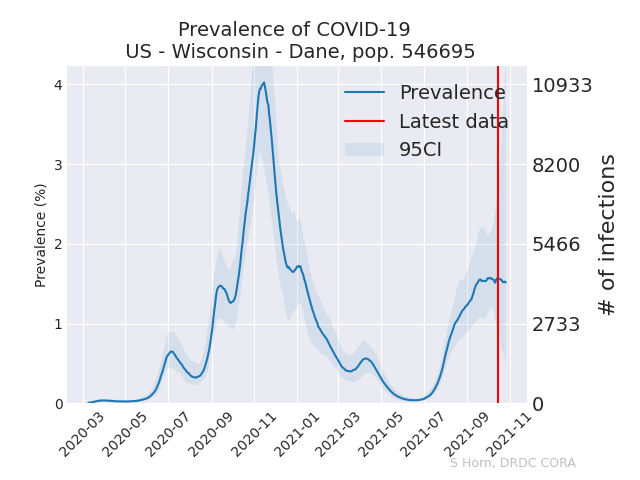 Prevalence of COVID-19
US - Wisconsin - Dane, pop. 546695
Prevalence
Latest data
95CI
4
3
2
1
0
Prevalence (%)
10933
8200
5466
2733
0
# of infections
2020-03
2020-05
2020-07
2020-09
2020-11
2021-01
2021-03
2021-05
2021-07
2021-09
2021-11
S Horn, DRDC CORA